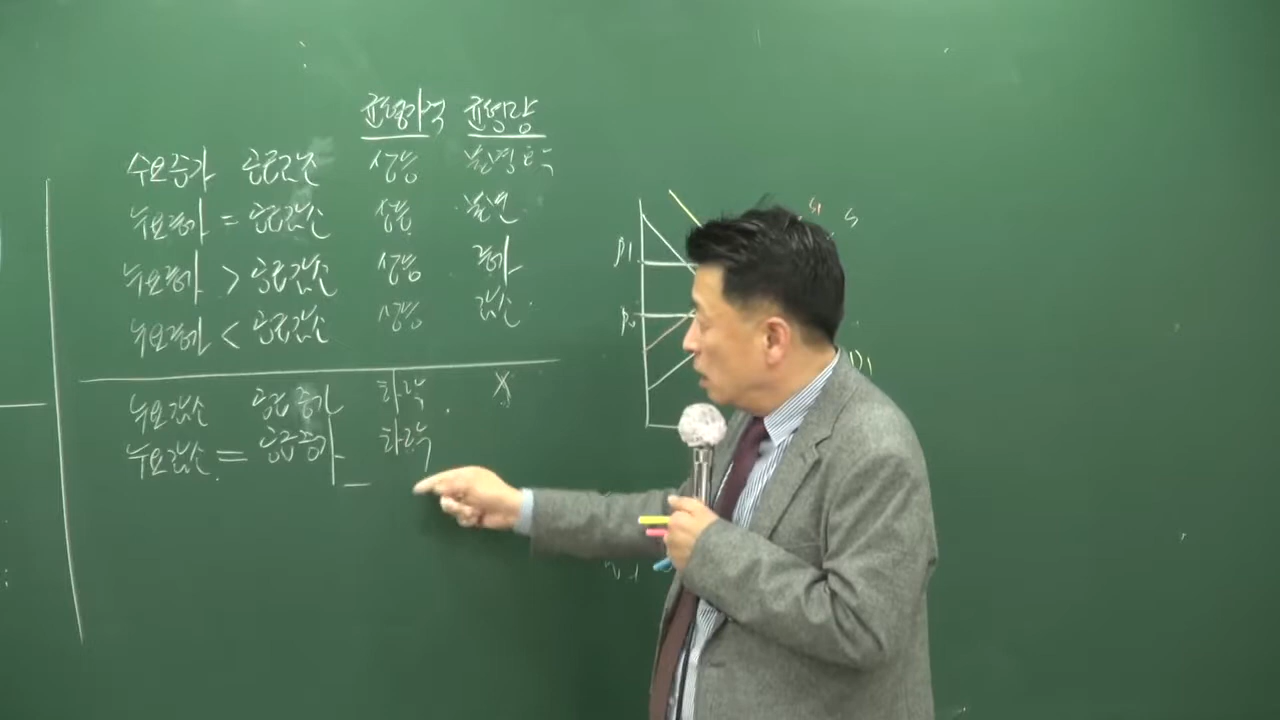 균형가격 균형량
수요증가 공급감소 상승 불명확
수요증가 = 공급감소 상승 불변
수요증가 > 공급감소 상승 증가
수요증가 < 공급감소 상승 감소
수요감소 공급증가 하락 X
수요감소 = 공급증가 하락
S1 S
P1
P0
D1